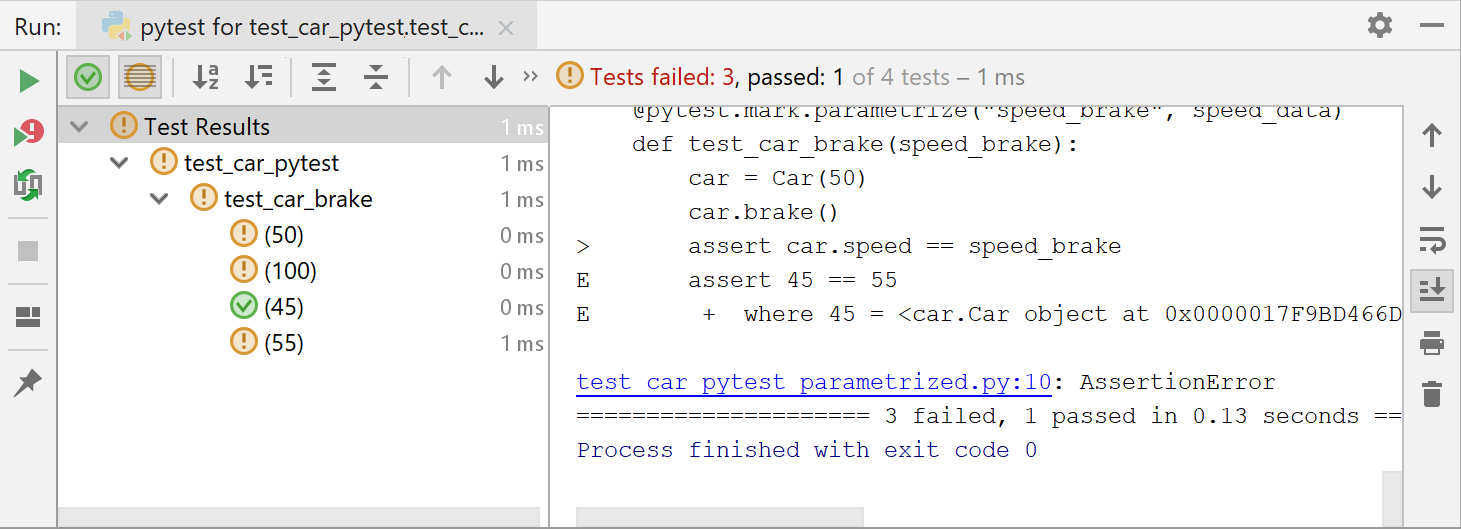 Run: pytest for test_car_pytest.test_c...
Tests failed: 3, passed: 1 of 4 tests – 1 ms
Test Results 1 ms
test_car_pytest 1 ms
test_car_brake 1 ms
(50) 0 ms
(100) 0 ms
(45) 0 ms
(55) 1 ms
@pytest.mark.parametrize("speed_brake", speed_data)
def test_car_brake(speed_brake):
car = Car(50)
car.brake()
> assert car.speed == speed_brake
E assert 45 == 55
E + where 45 = <car.Car object at 0x0000017F9BD466D
test_car_pytest_parametrized.py:10: AssertionError
===================== 3 failed, 1 passed in 0.13 seconds ==
Process finished with exit code 0